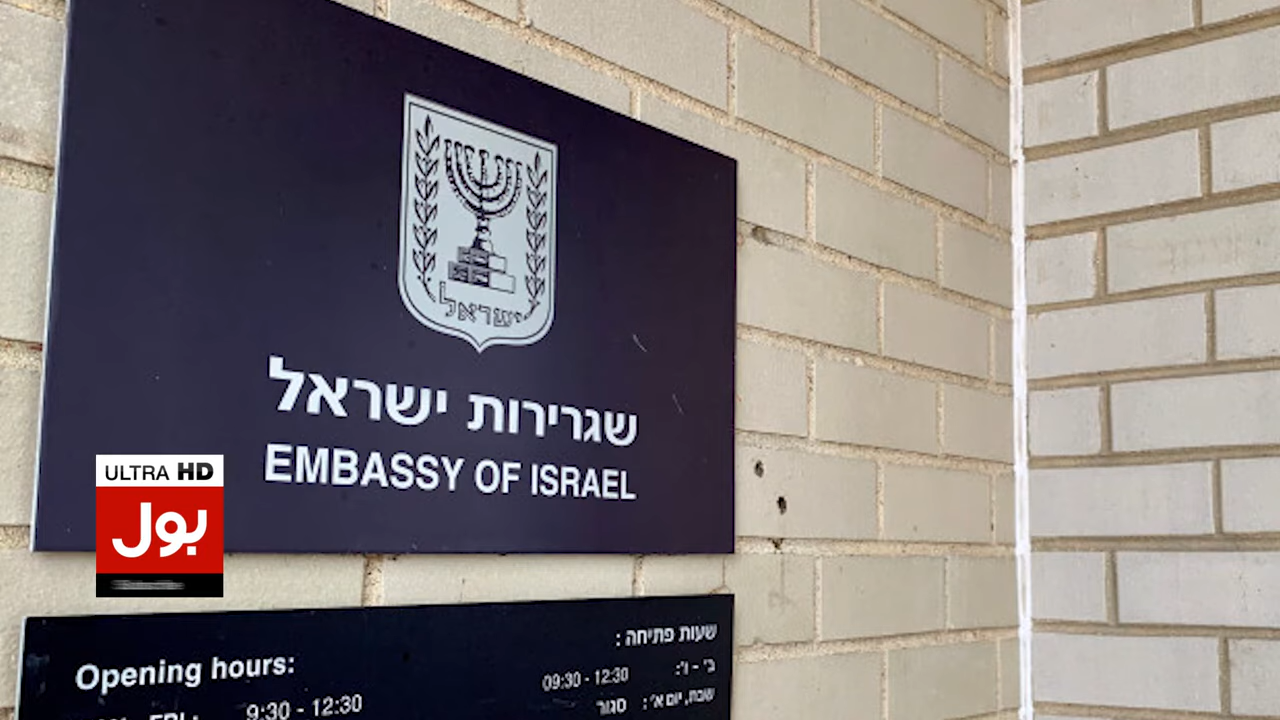 ישראל
שגרירות ישראל
EMBASSY OF ISRAEL
ULTRA HD
بول
Opening hours:
FRI:
9:30 - 12:30
שעות פתיחה:
ב' - ו': 09:30 - 12:30
שבת, יום א': סגור